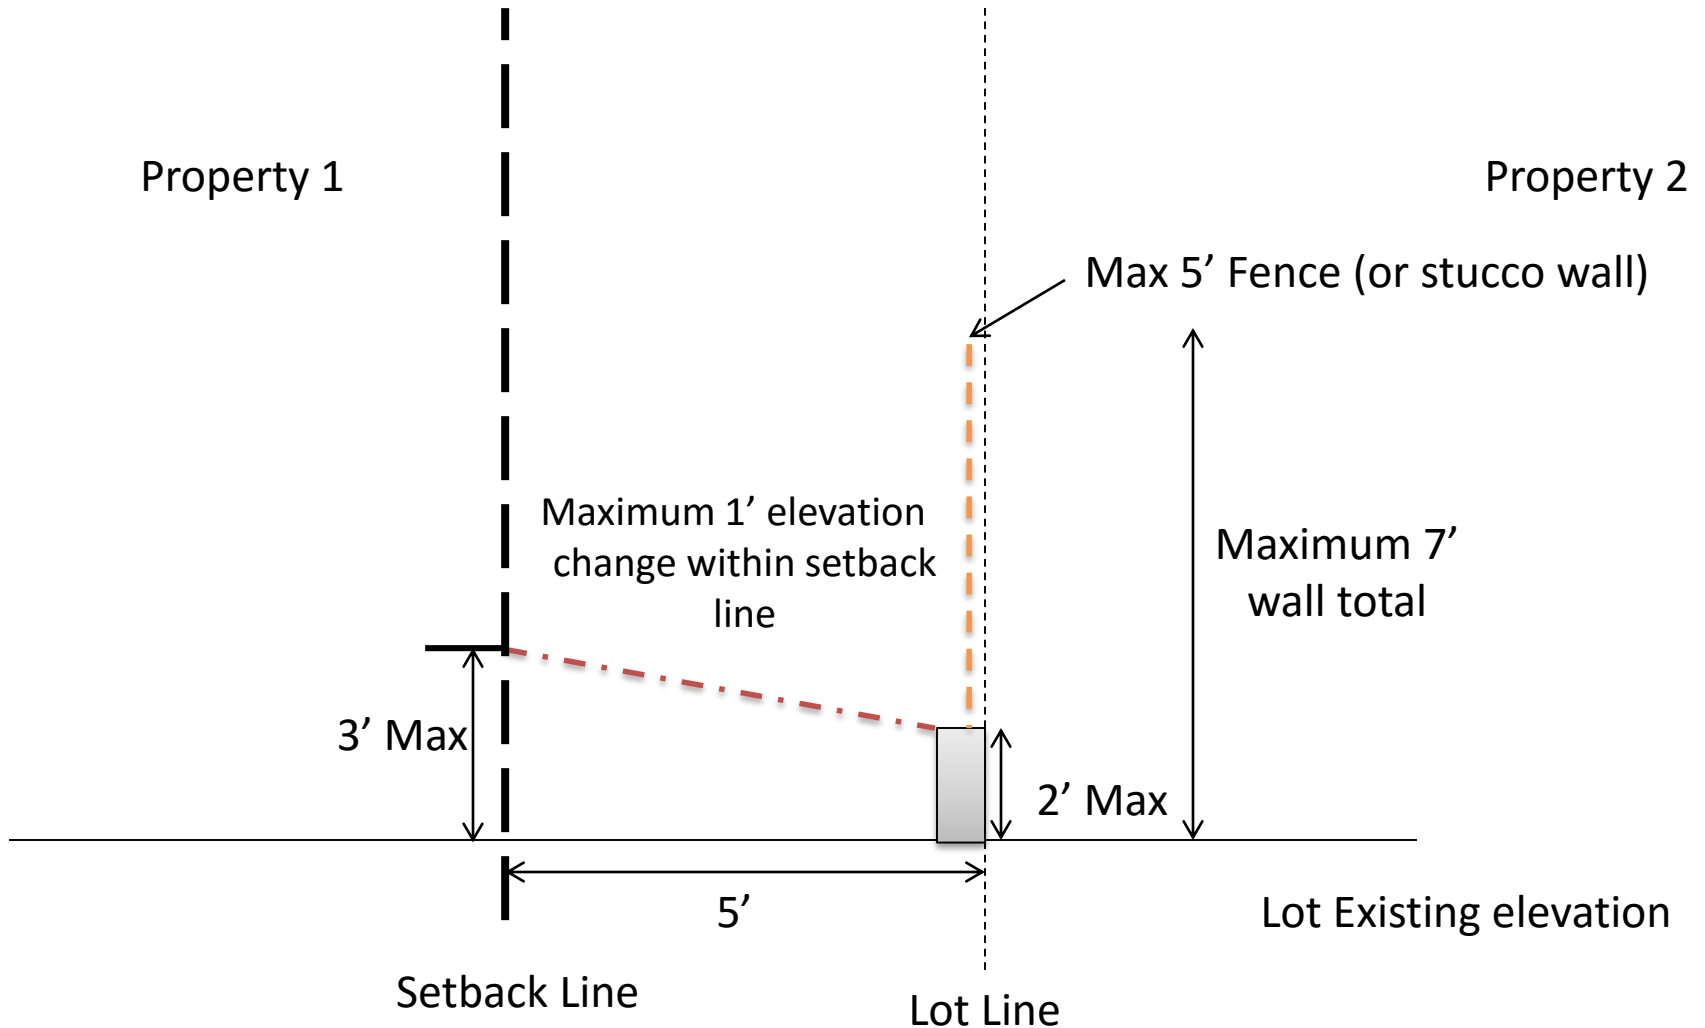 Property 1
Property 2
Max 5’ Fence (or stucco wall)
Maximum 1’ elevation
change within setback
line
Maximum 7’
wall total
3’ Max
2’ Max
5’
Lot Existing elevation
Setback Line
Lot Line